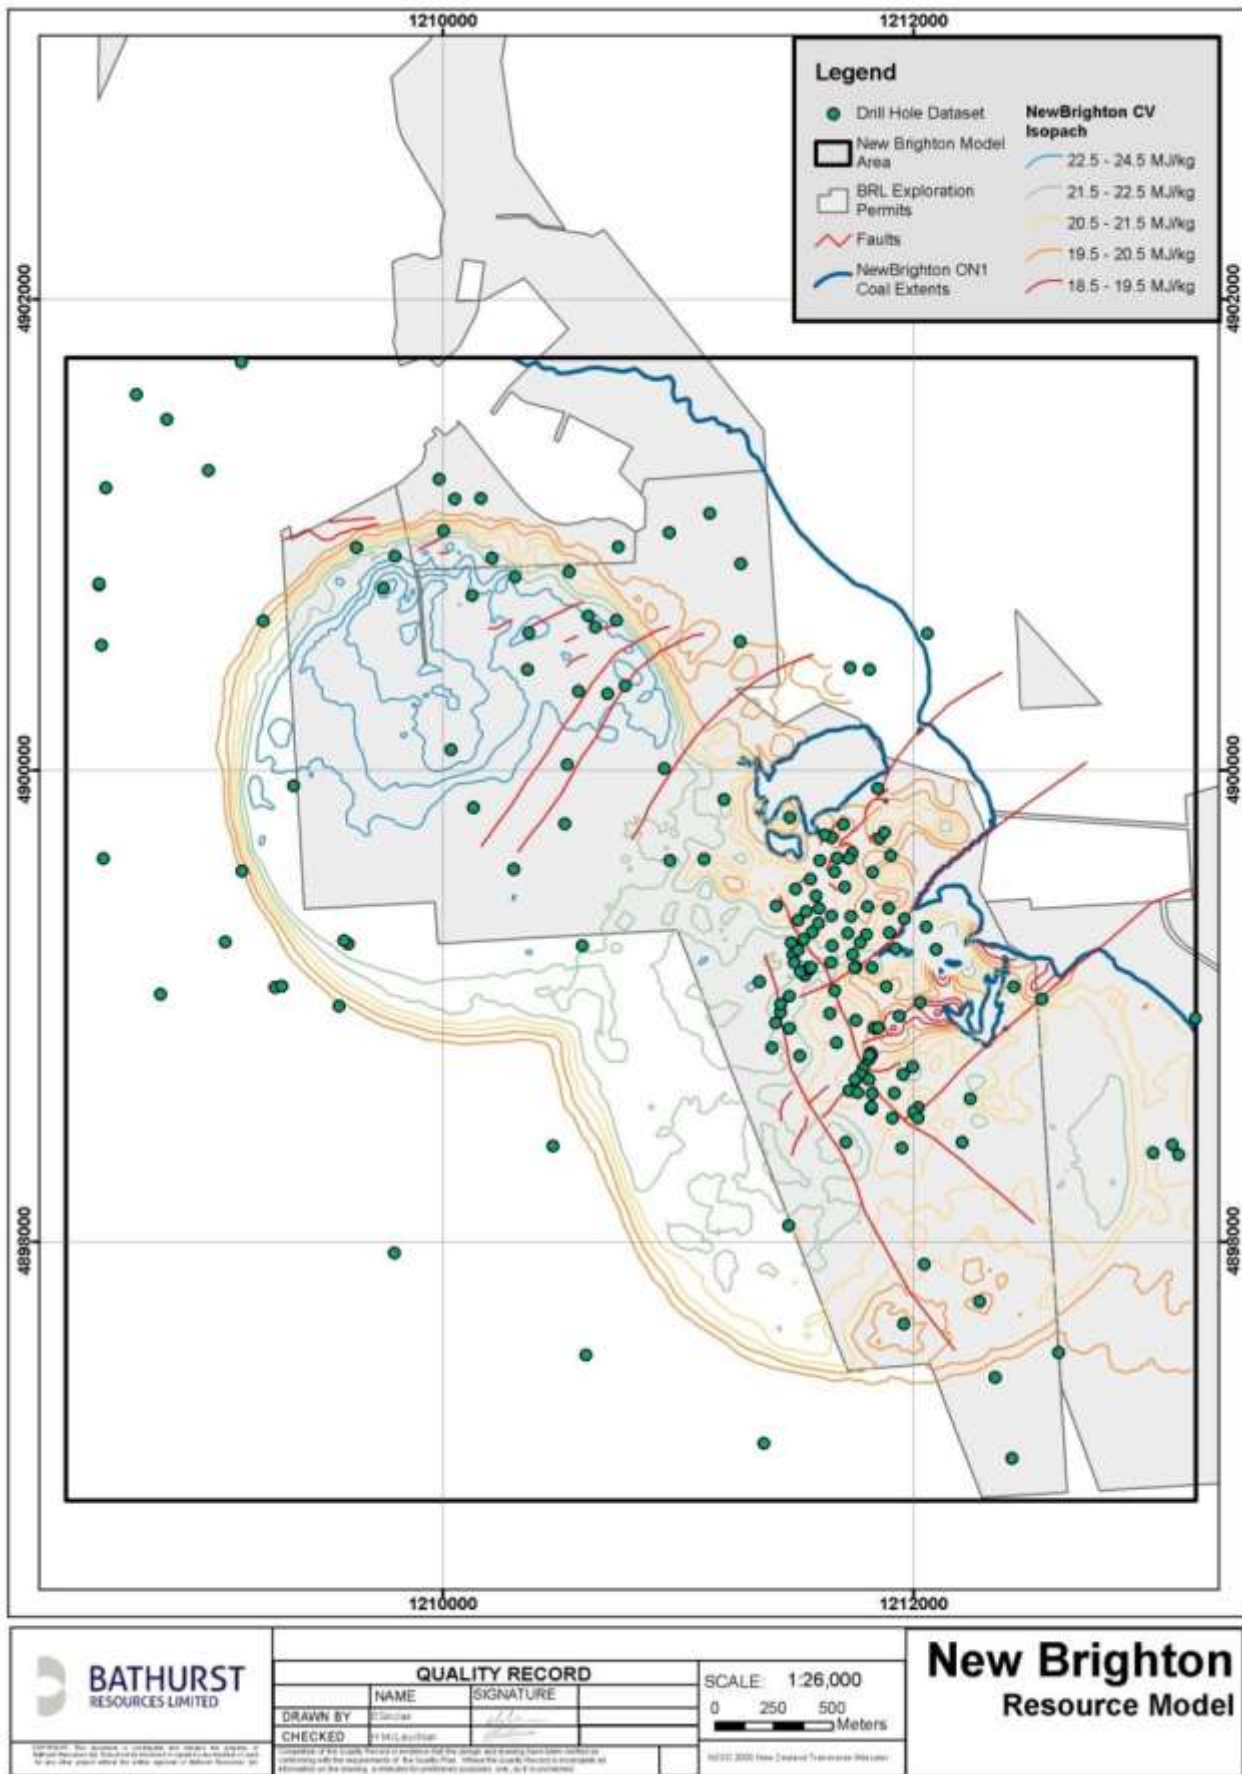 1210000
1212000
Legend
Drill Hole Dataset
New Brighton Model
Area
BRL Exploration
Permits
Faults
NewBrighton ON1
Coal Extents
NewBrighton CV
Isopach
22.5 - 24.5 MJ/kg
21.5 - 22.5 MJ/kg
20.5 - 21.5 MJ/kg
19.5 - 20.5 MJ/kg
18.5 - 19.5 MJ/kg
4902000
4902000
4900000
4900000
4898000
4898000
1210000
1212000
BATHURST
RESOURCES LIMITED
QUALITY RECORD
NAME
SIGNATURE
DRAWN BY
CHECKED
SCALE: 1:26,000
0 250 500
Meters
New Brighton
Resource Model